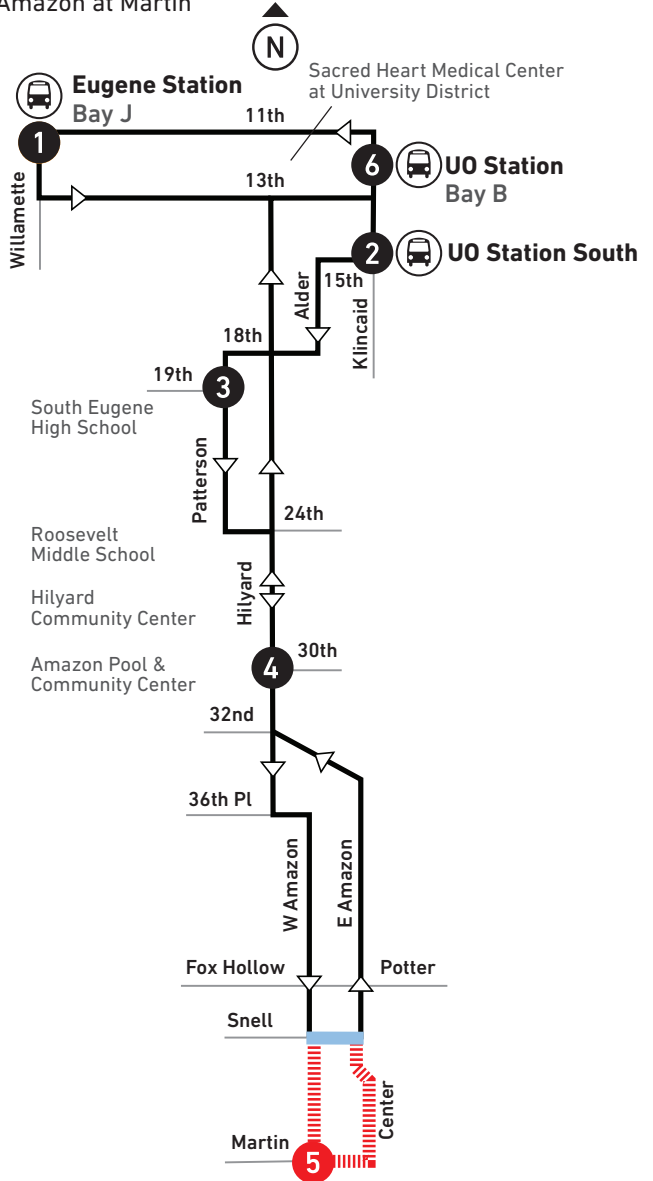 Amazon at Martin
N
Eugene Station
Bay J
Sacred Heart Medical Center
at University District
11th
1
6
UO Station
Bay B
13th
Willamette
2
UO Station South
15th
Alder
Klincaid
18th
19th
3
South Eugene
High School
Patterson
24th
Roosevelt
Middle School
Hilyard
Hilyard
Community Center
4
30th
Amazon Pool &
Community Center
32nd
36th Pl
W Amazon
E Amazon
Fox Hollow
Potter
Snell
Center
Martin
5